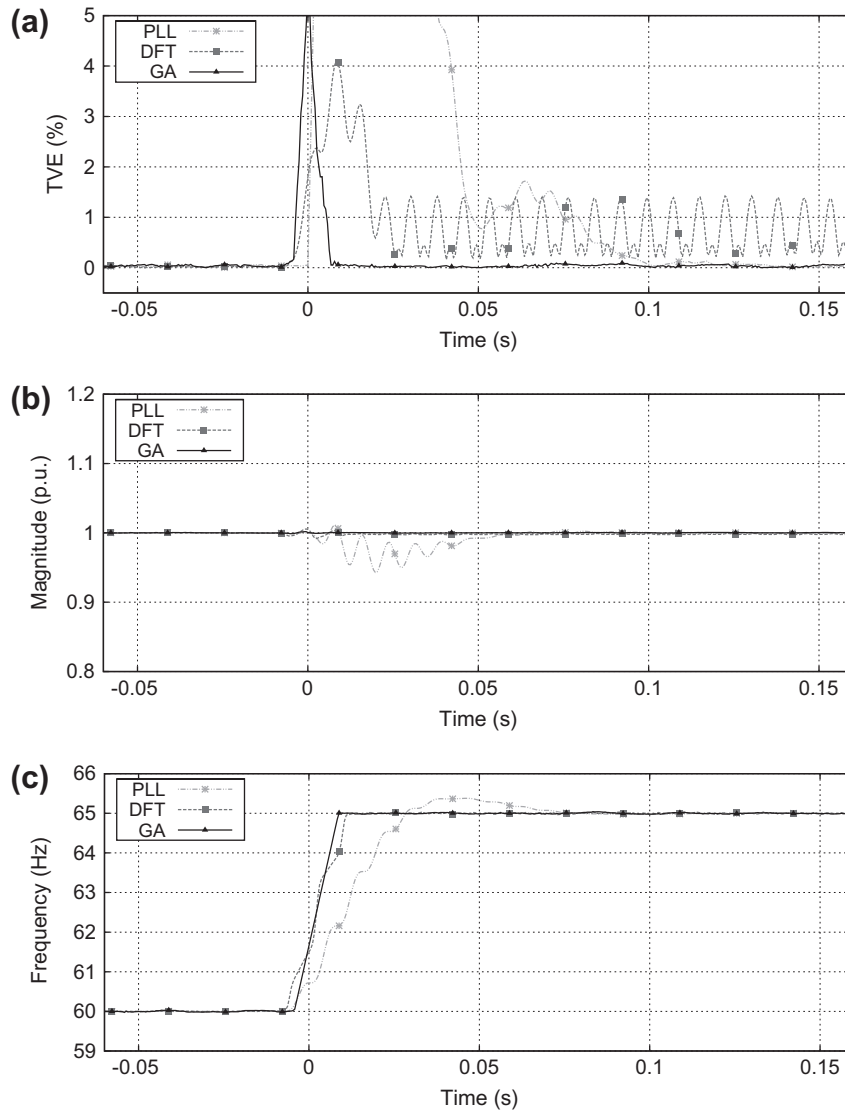 (a)
PLL
DFT
GA
TVE (%)
5
4
3
2
1
0
-0.05
0
0.05
0.1
0.15
Time (s)
(b)
PLL
DFT
GA
Magnitude (p.u.)
1.2
1.1
1
0.9
0.8
-0.05
0
0.05
0.1
0.15
Time (s)
(c)
PLL
DFT
GA
Frequency (Hz)
66
65
64
63
62
61
60
59
-0.05
0
0.05
0.1
0.15
Time (s)